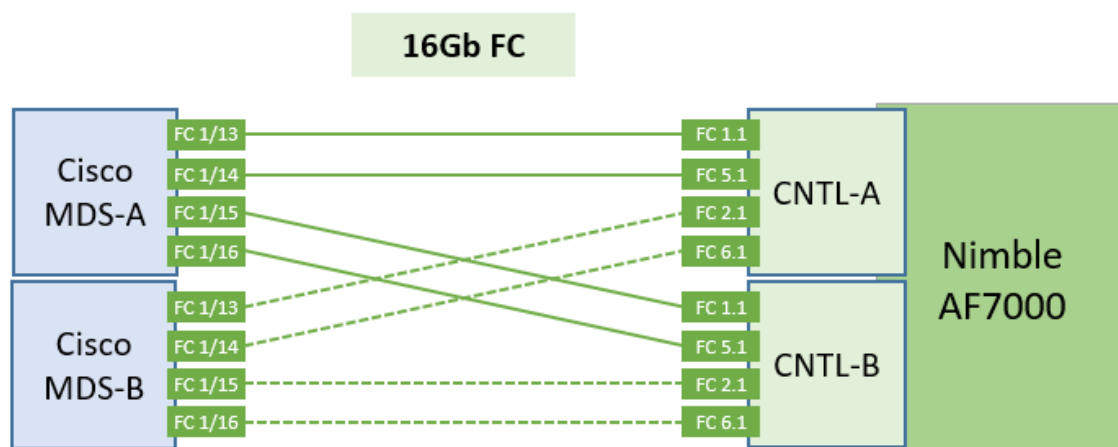 16Gb FC
Cisco
MDS-A
FC 1/13
FC 1/14
FC 1/15
FC 1/16
Cisco
MDS-B
FC 1/13
FC 1/14
FC 1/15
FC 1/16
FC 1.1
FC 5.1
FC 2.1
FC 6.1
CNTL-A
FC 1.1
FC 5.1
FC 2.1
FC 6.1
CNTL-B
Nimble
AF7000